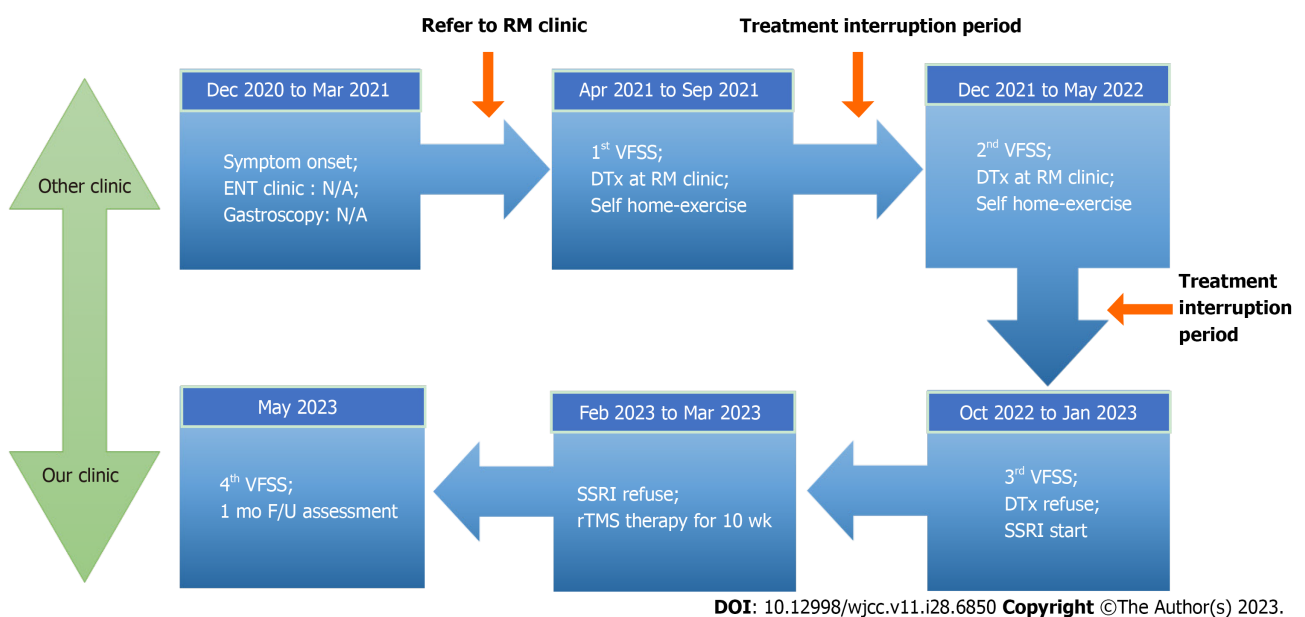 Refer to RM clinic
Treatment interruption period
Other clinic
Dec 2020 to Mar 2021
Symptom onset;
ENT clinic : N/A;
Gastroscopy: N/A
Apr 2021 to Sep 2021
1st VFSS;
DTx at RM clinic;
Self home-exercise
Dec 2021 to May 2022
2nd VFSS;
DTx at RM clinic;
Self home-exercise
Treatment
interruption
period
Our clinic
May 2023
4th VFSS;
1 mo F/U assessment
Feb 2023 to Mar 2023
SSRI refuse;
rTMS therapy for 10 wk
Oct 2022 to Jan 2023
3rd VFSS;
DTx refuse;
SSRI start
DOI: 10.12998/wjcc.v11.i28.6850 Copyright ©The Author(s) 2023.